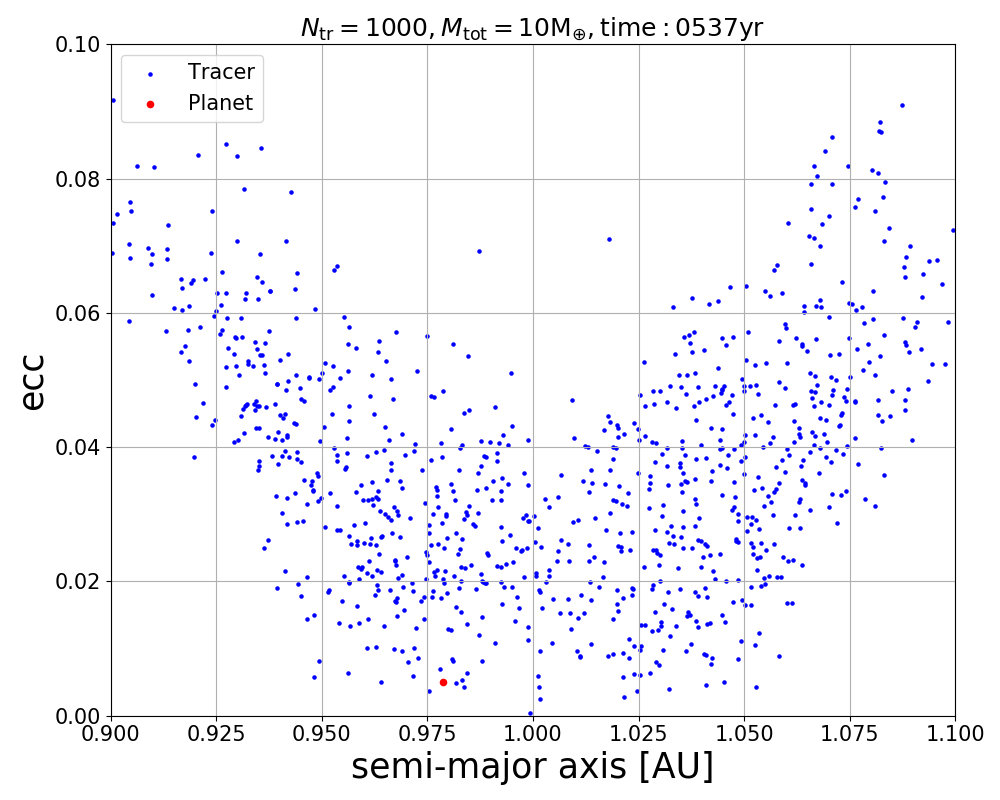 N_tr = 1000, M_tot = 10M_⊕, time : 0537yr
Tracer
Planet
ecc
0.10
0.08
0.06
0.04
0.02
0.00
0.900 0.925 0.950 0.975 1.000 1.025 1.050 1.075 1.100
semi-major axis [AU]